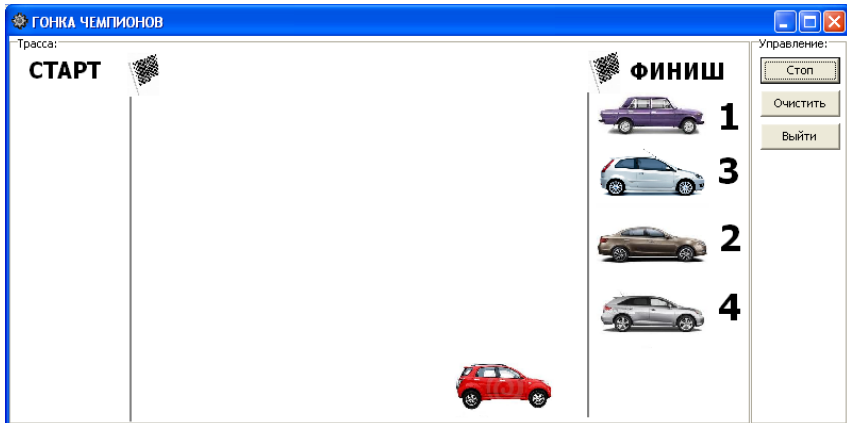 ГОНКА ЧЕМПИОНОВ
Трасса:
Управление:
СТАРТ
ФИНИШ
Стоп
1
Очистить
Выйти
3
2
4